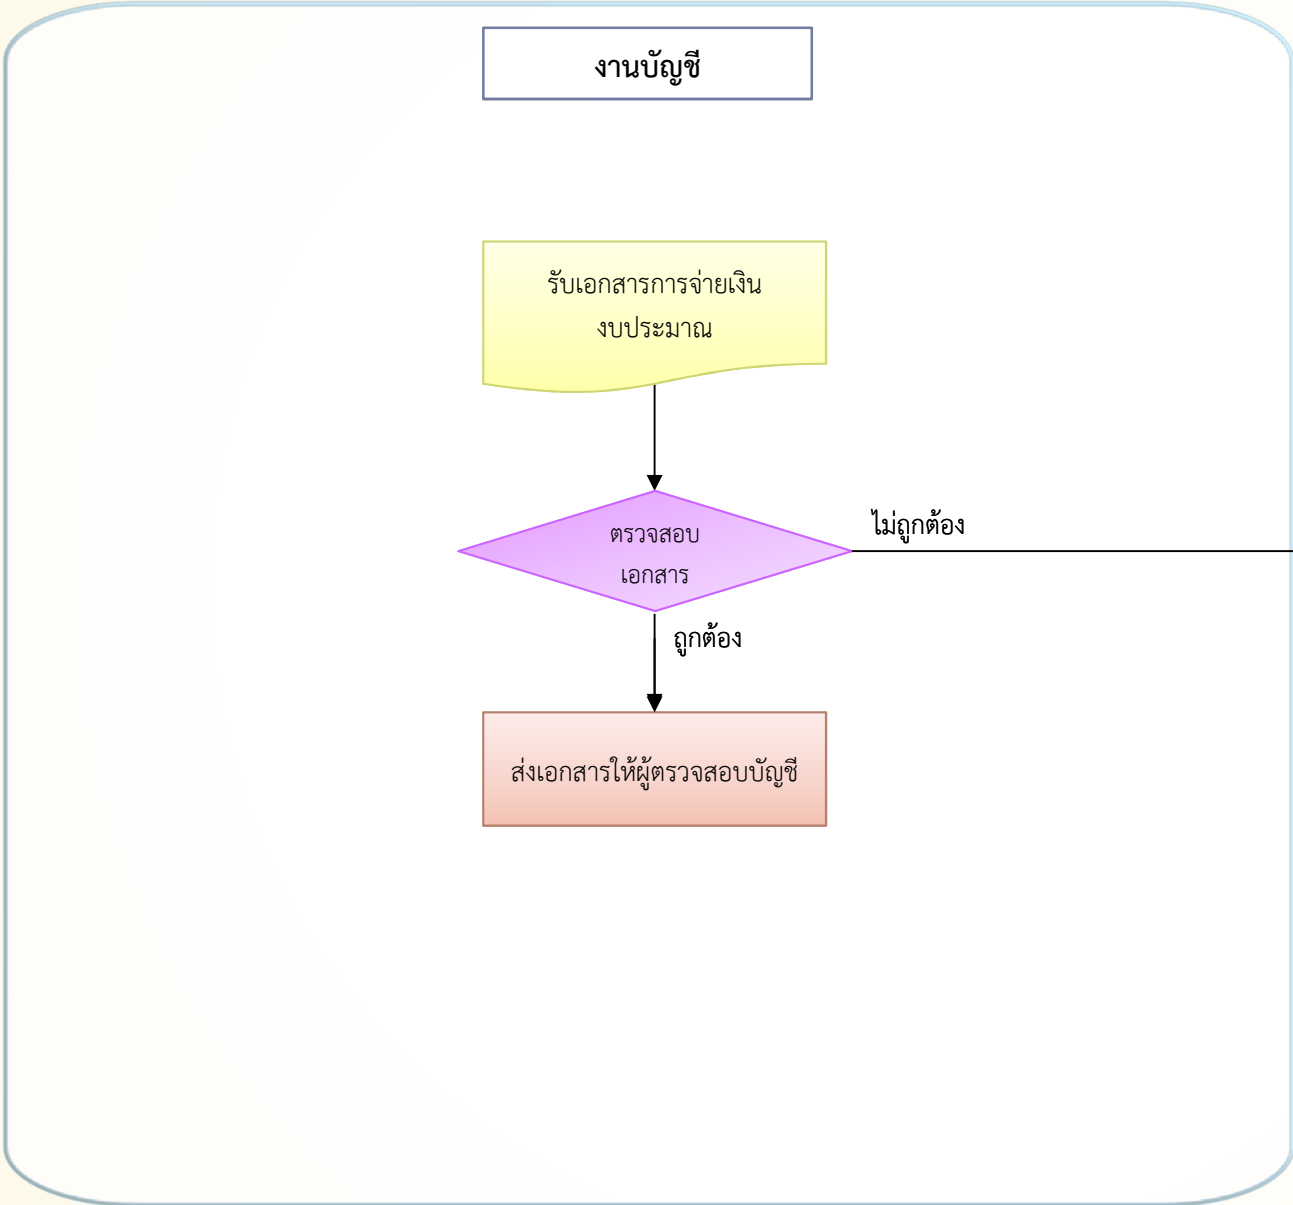 งานบัญชี
รับเอกสารการจ่ายเงิน
งบประมาณ
ตรวจสอบ
เอกสาร
ไม่ถูกต้อง
ถูกต้อง
ส่งเอกสารให้ผู้ตรวจสอบบัญชี